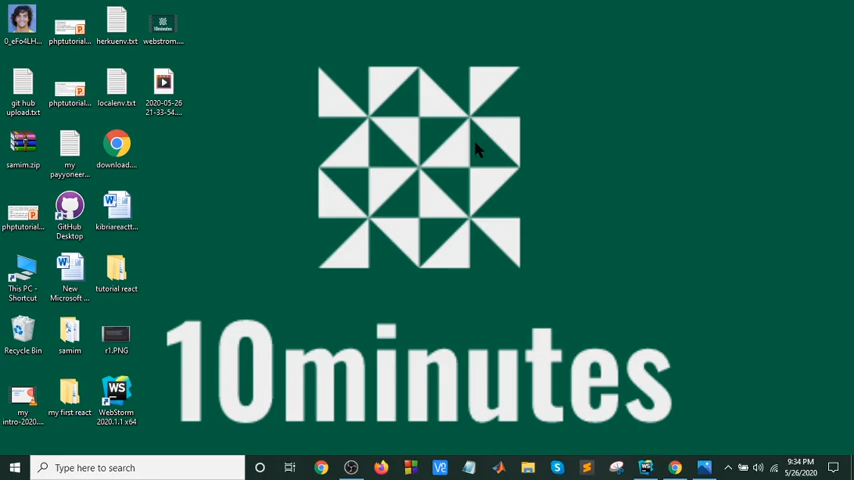 0_eFo4LH...
phptutorial...
herkuenv.txt
webstrom....
git hub
upload.txt
phptutorial...
localenv.txt
2020-05-26
21-33-54....
samim.zip
my
payyoneer...
download....
phptutorial...
GitHub
Desktop
kibriareactt...
This PC -
Shortcut
New
Microsoft ...
tutorial react
Recycle Bin
samim
r1.PNG
my
intro-2020....
my first react
WebStorm
2020.1.1 x64
10minutes
Type here to search
9:34 PM
5/26/2020